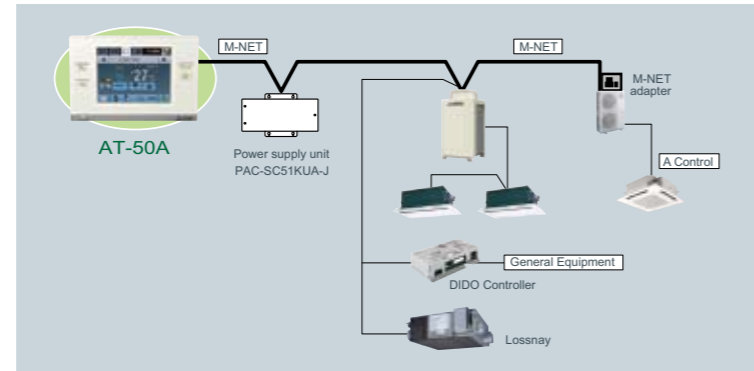 M-NET
M-NET
M-NET
adapter
AT-50A
Power supply unit
PAC-SC51KUA-J
A Control
General Equipment
DIDO Controller
Lossnay